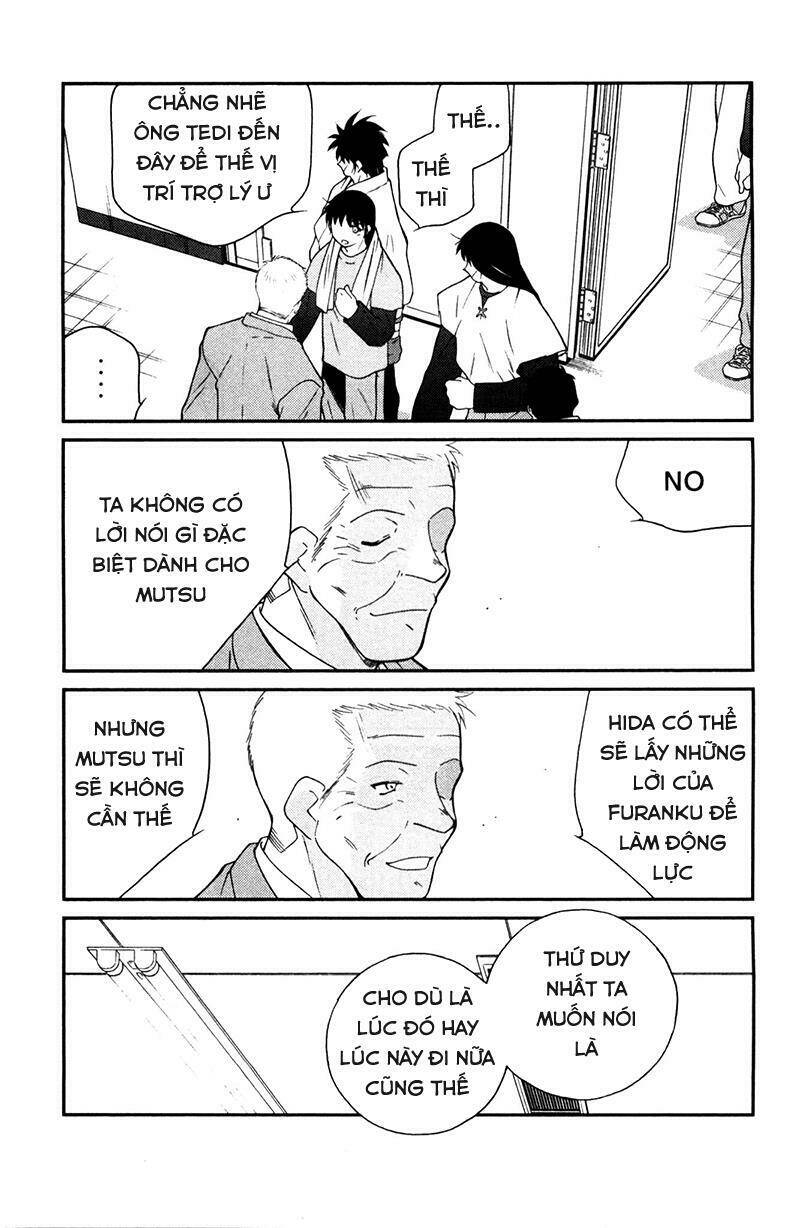 THẾ..
THẾ
THÌ
CHẲNG NHẼ
ÔNG TEDI ĐẾN
ĐÂY ĐỂ THẾ VỊ
TRÍ TRỢ LÝ Ư
....
NO
TA KHÔNG CÓ
LỜI NÓI GÌ ĐẶC
BIỆT DÀNH CHO
MUTSU
HIDA CÓ THỂ
SẼ LẤY NHỮNG
LỜI CỦA
FURANKU ĐỂ
LÀM ĐỘNG
LỰC
NHƯNG
MUTSU THÌ
SẼ KHÔNG
CẦN THẾ
THỨ DUY
NHẤT TA
MUỐN NÓI
LÀ
CHO DÙ LÀ
LÚC ĐÓ HAY
LÚC NÀY ĐI NỮA
CŨNG THẾ